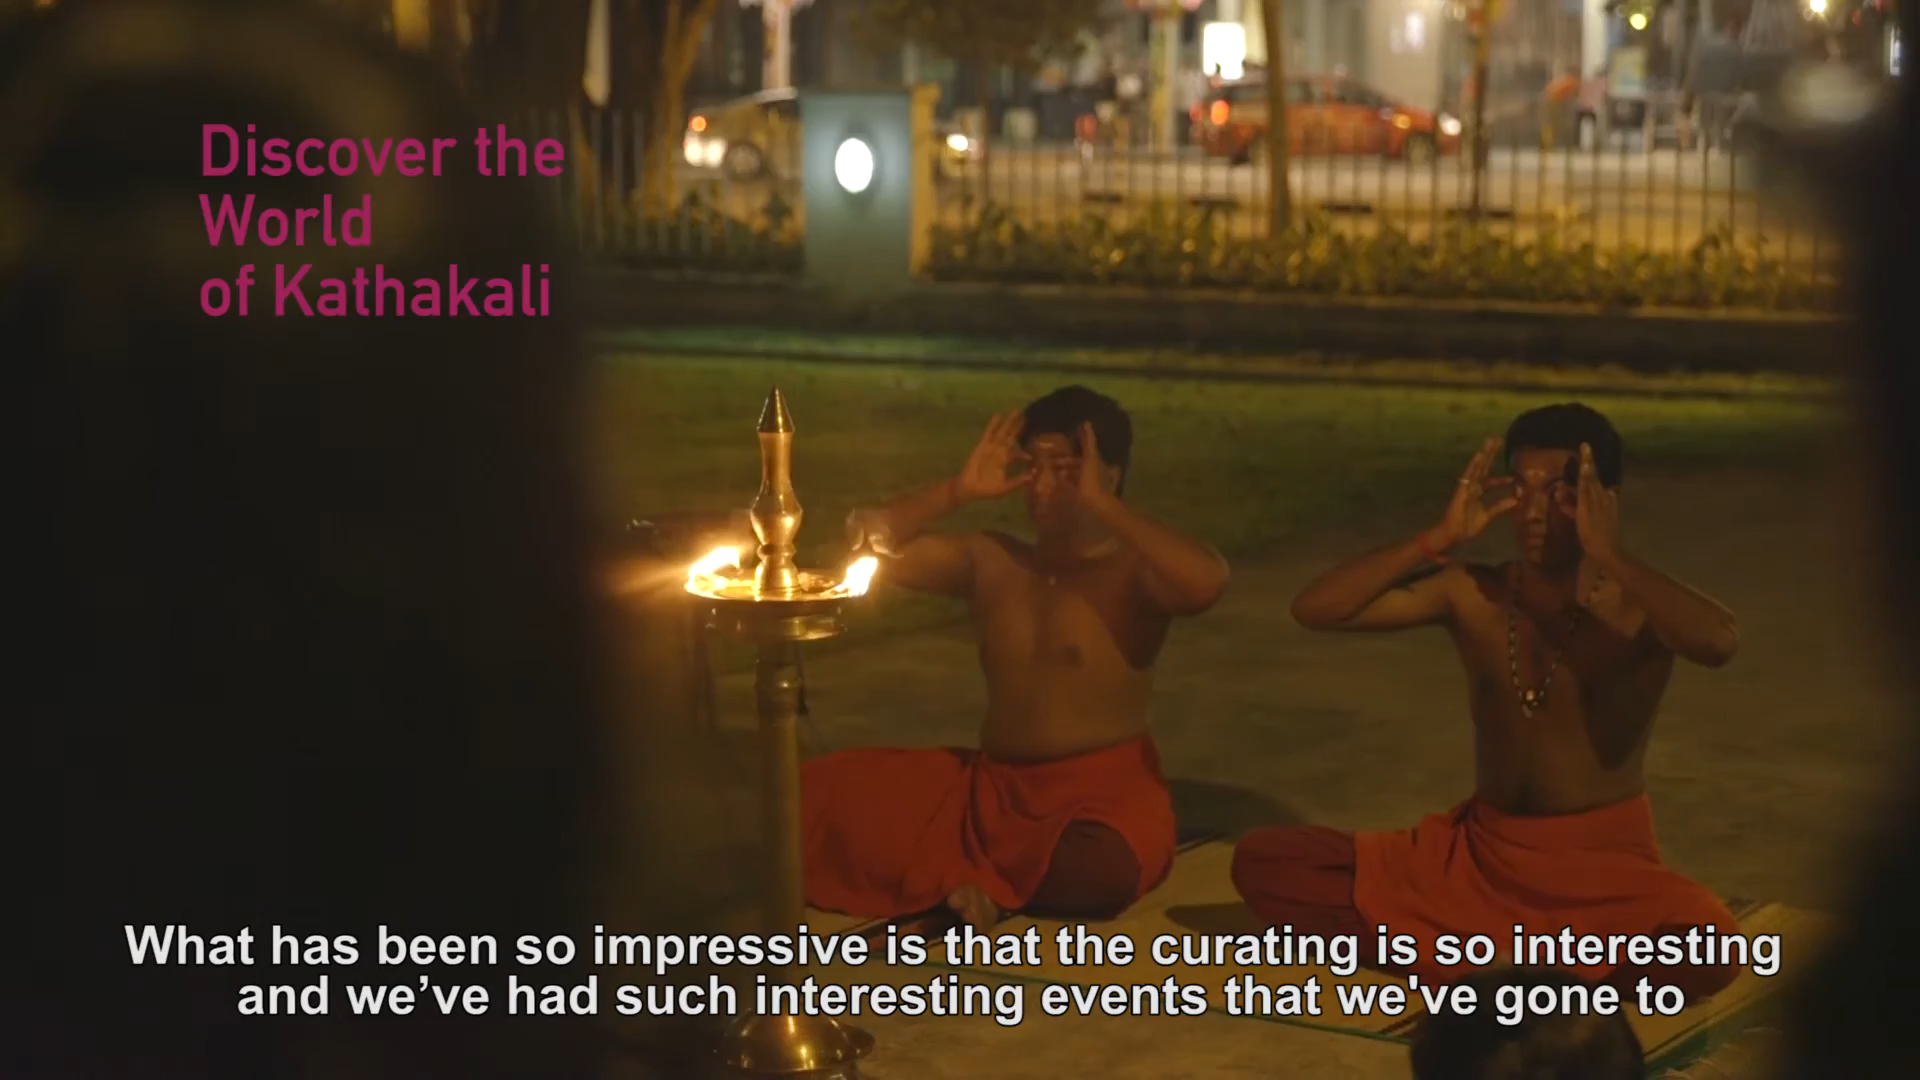 Discover the
World
of Kathakali
What has been so impressive is that the curating is so interesting
and we’ve had such interesting events that we've gone to